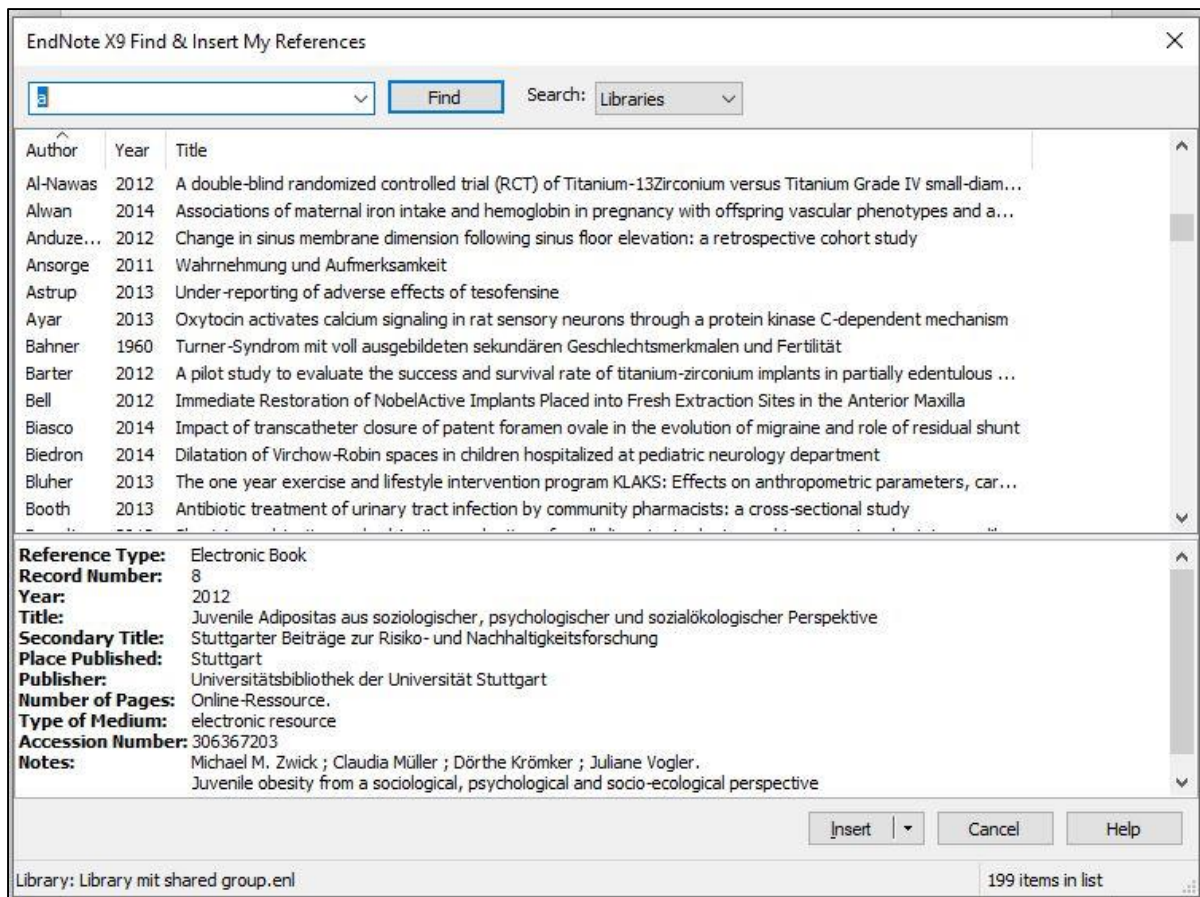 EndNote X9 Find & Insert My References
a Find Search: Libraries
Author Year Title
Al-Nawas 2012 A double-blind randomized controlled trial (RCT) of Titanium-13Zirconium versus Titanium Grade IV small-diam...
Alwan 2014 Associations of maternal iron intake and hemoglobin in pregnancy with offspring vascular phenotypes and a...
Anduze... 2012 Change in sinus membrane dimension following sinus floor elevation: a retrospective cohort study
Ansorge 2011 Wahrnehmung und Aufmerksamkeit
Astrup 2013 Under-reporting of adverse effects of tesofensine
Ayar 2013 Oxytocin activates calcium signaling in rat sensory neurons through a protein kinase C-dependent mechanism
Bahner 1960 Turner-Syndrom mit voll ausgebildeten sekundären Geschlechtsmerkmalen und Fertilität
Barter 2012 A pilot study to evaluate the success and survival rate of titanium-zirconium implants in partially edentulous ...
Bell 2012 Immediate Restoration of NobelActive Implants Placed into Fresh Extraction Sites in the Anterior Maxilla
Biasco 2014 Impact of transcatheter closure of patent foramen ovale in the evolution of migraine and role of residual shunt
Biedron 2014 Dilatation of Virchow-Robin spaces in children hospitalized at pediatric neurology department
Bluher 2013 The one year exercise and lifestyle intervention program KLAKS: Effects on anthropometric parameters, car...
Booth 2013 Antibiotic treatment of urinary tract infection by community pharmacists: a cross-sectional study
Reference Type: Electronic Book
Record Number: 8
Year: 2012
Title: Juvenile Adipositas aus soziologischer, psychologischer und sozialökologischer Perspektive
Secondary Title: Stuttgarter Beiträge zur Risiko- und Nachhaltigkeitsforschung
Place Published: Stuttgart
Publisher: Universitätsbibliothek der Universität Stuttgart
Number of Pages: Online-Ressource.
Type of Medium: electronic resource
Accession Number: 306367203
Notes: Michael M. Zwick ; Claudia Müller ; Dörthe Krömker ; Juliane Vogler.
Juvenile obesity from a sociological, psychological and socio-ecological perspective
Insert Cancel Help
Library: Library mit shared group.enl 199 items in list